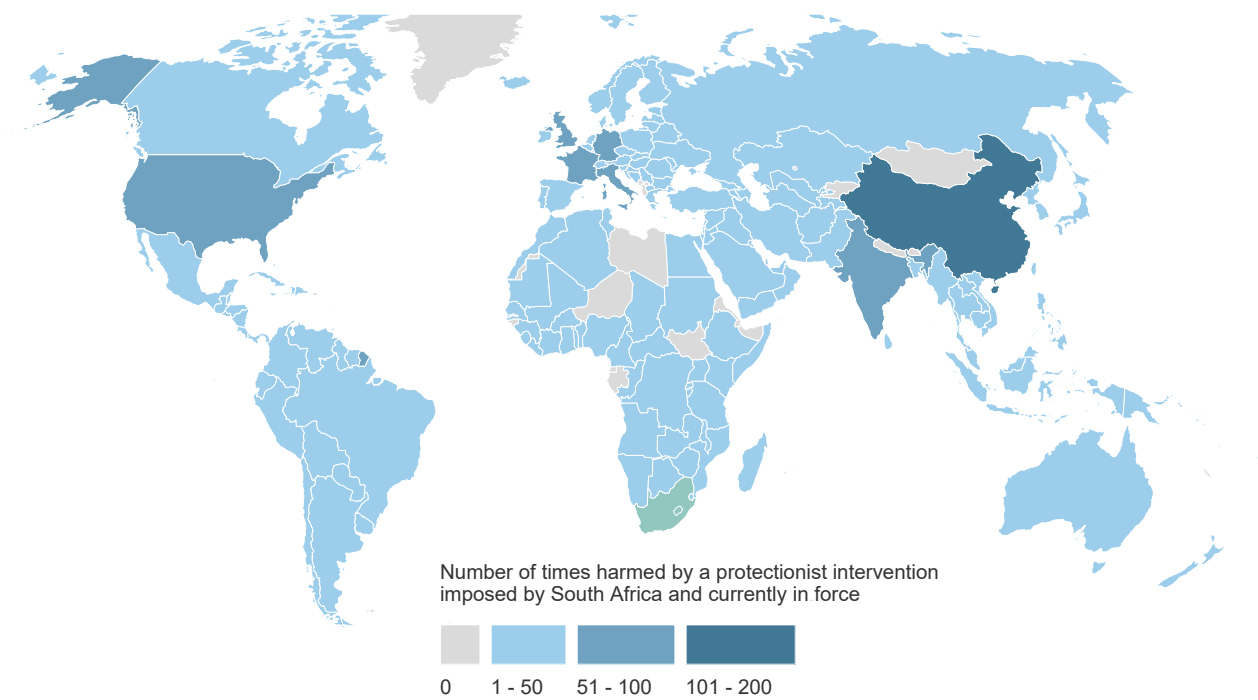 Number of times harmed by a protectionist intervention
imposed by South Africa and currently in force
0 1 - 50 51 - 100 101 - 200